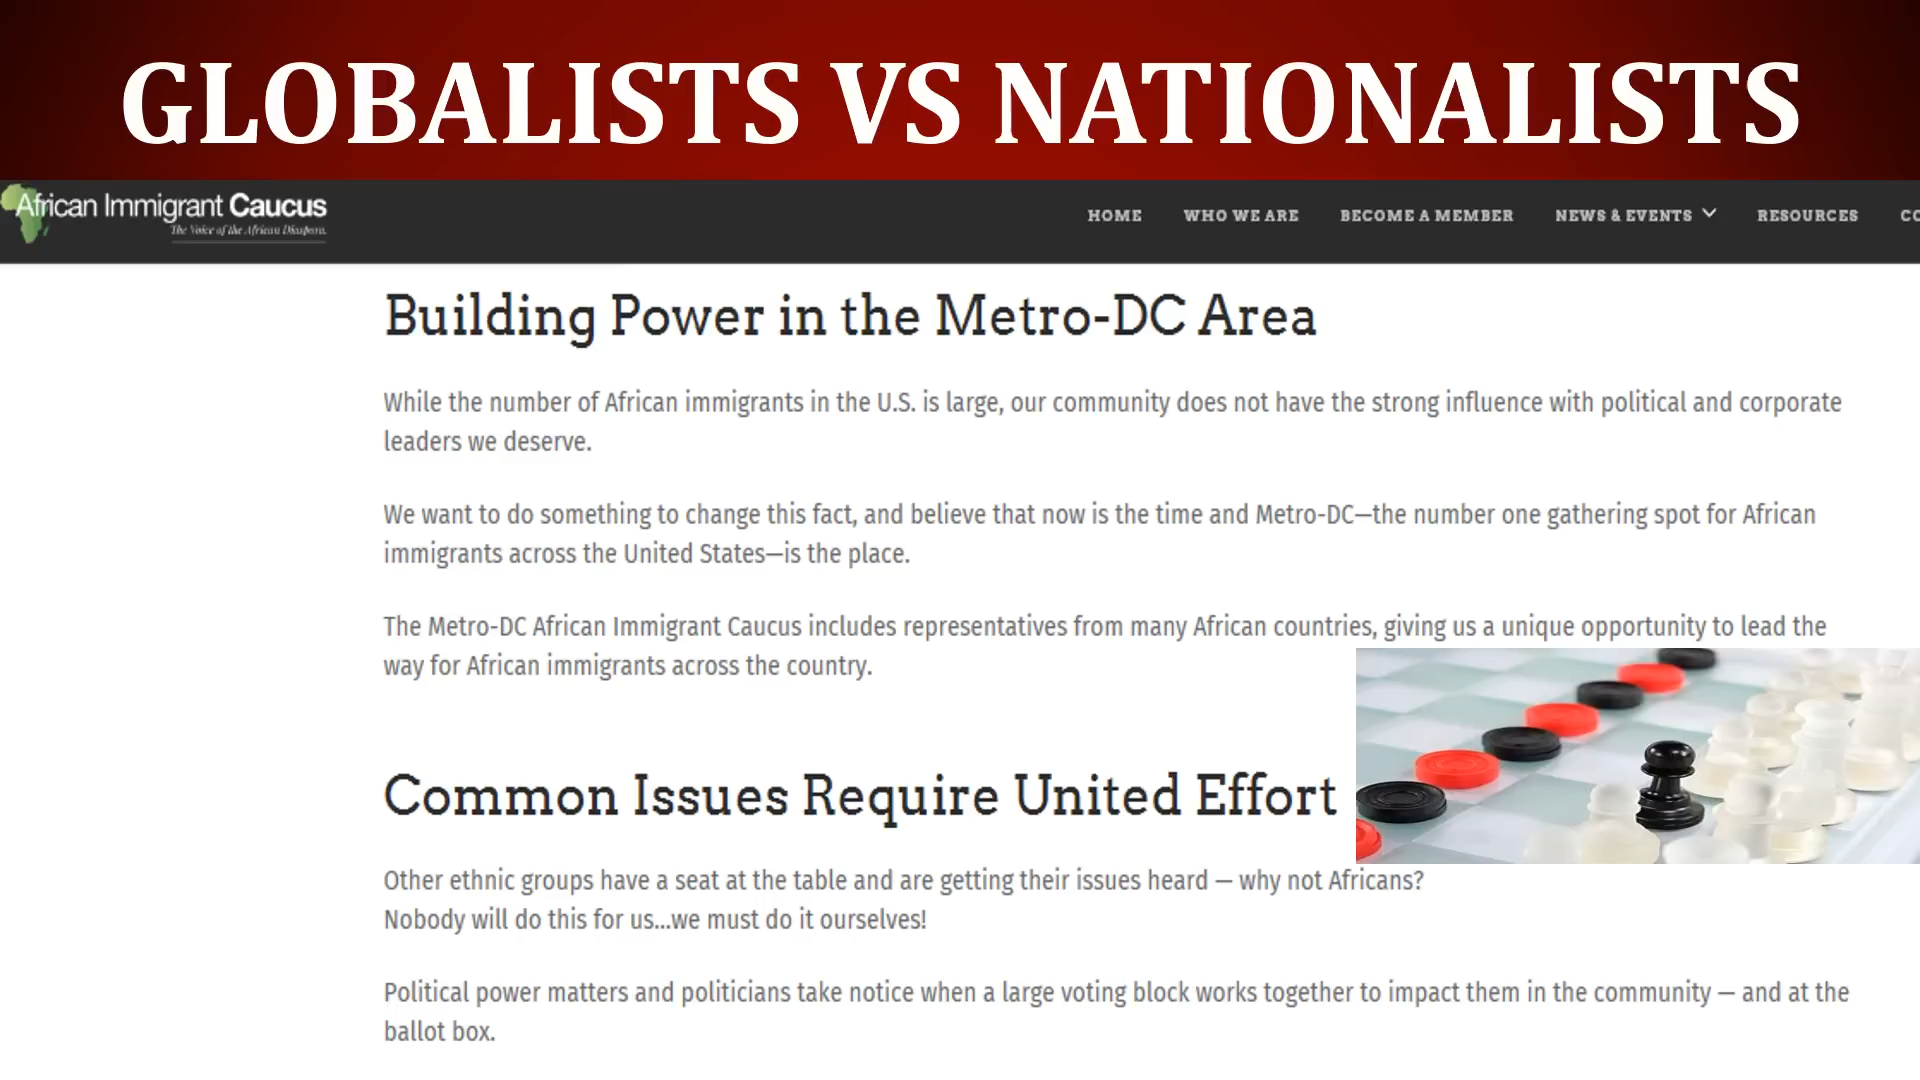 GLOBALISTS VS NATIONALISTS
African Immigrant Caucus
The Voice of the African Diaspora.
HOME WHO WE ARE BECOME A MEMBER NEWS & EVENTS RESOURCES CO
Building Power in the Metro-DC Area
While the number of African immigrants in the U.S. is large, our community does not have the strong influence with political and corporate
leaders we deserve.
We want to do something to change this fact, and believe that now is the time and Metro-DC—the number one gathering spot for African
immigrants across the United States—is the place.
The Metro-DC African Immigrant Caucus includes representatives from many African countries, giving us a unique opportunity to lead the
way for African immigrants across the country.
Common Issues Require United Effort
Other ethnic groups have a seat at the table and are getting their issues heard — why not Africans?
Nobody will do this for us...we must do it ourselves!
Political power matters and politicians take notice when a large voting block works together to impact them in the community — and at the
ballot box.